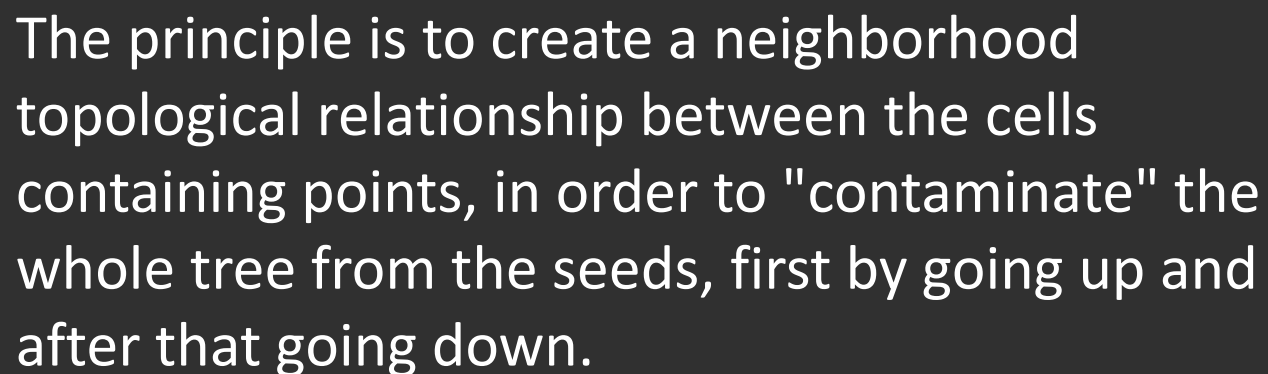 The principle is to create a neighborhood
topological relationship between the cells
containing points, in order to "contaminate" the
whole tree from the seeds, first by going up and
after that going down.